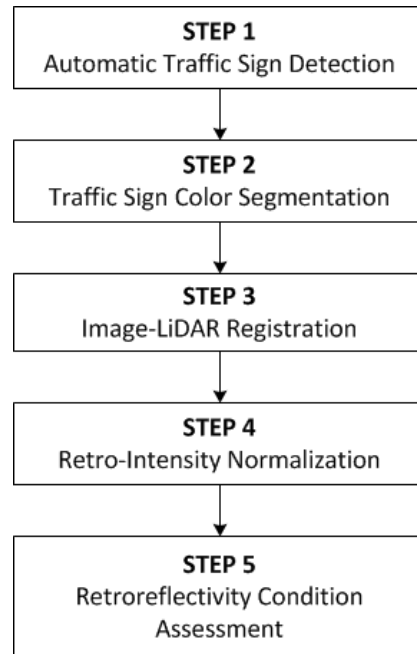 STEP 1
Automatic Traffic Sign Detection
STEP 2
Traffic Sign Color Segmentation
STEP 3
Image-LiDAR Registration
STEP 4
Retro-Intensity Normalization
STEP 5
Retroreflectivity Condition
Assessment